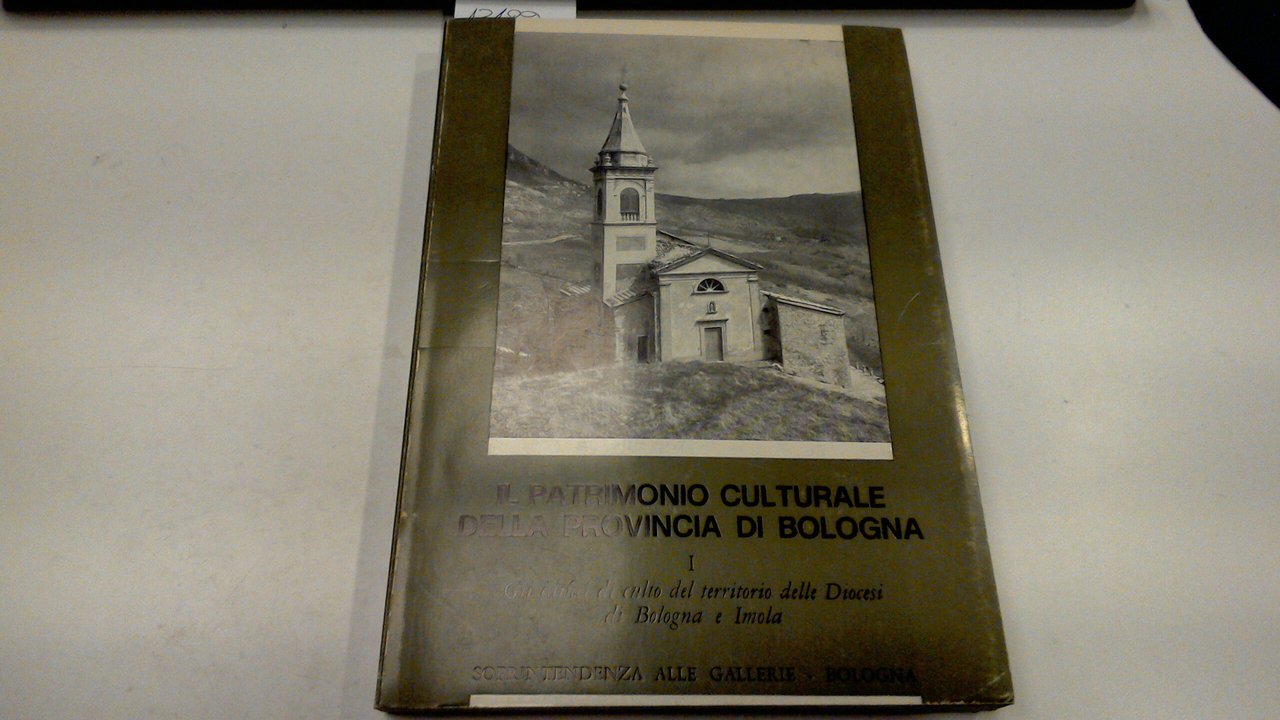 12199
IL PATRIMONIO CULTURALE
DELLA PROVINCIA DI BOLOGNA
I
Gli edifici di culto del territorio delle Diocesi
di Bologna e Imola
SOPRINTENDENZA ALLE GALLERIE - BOLOGNA